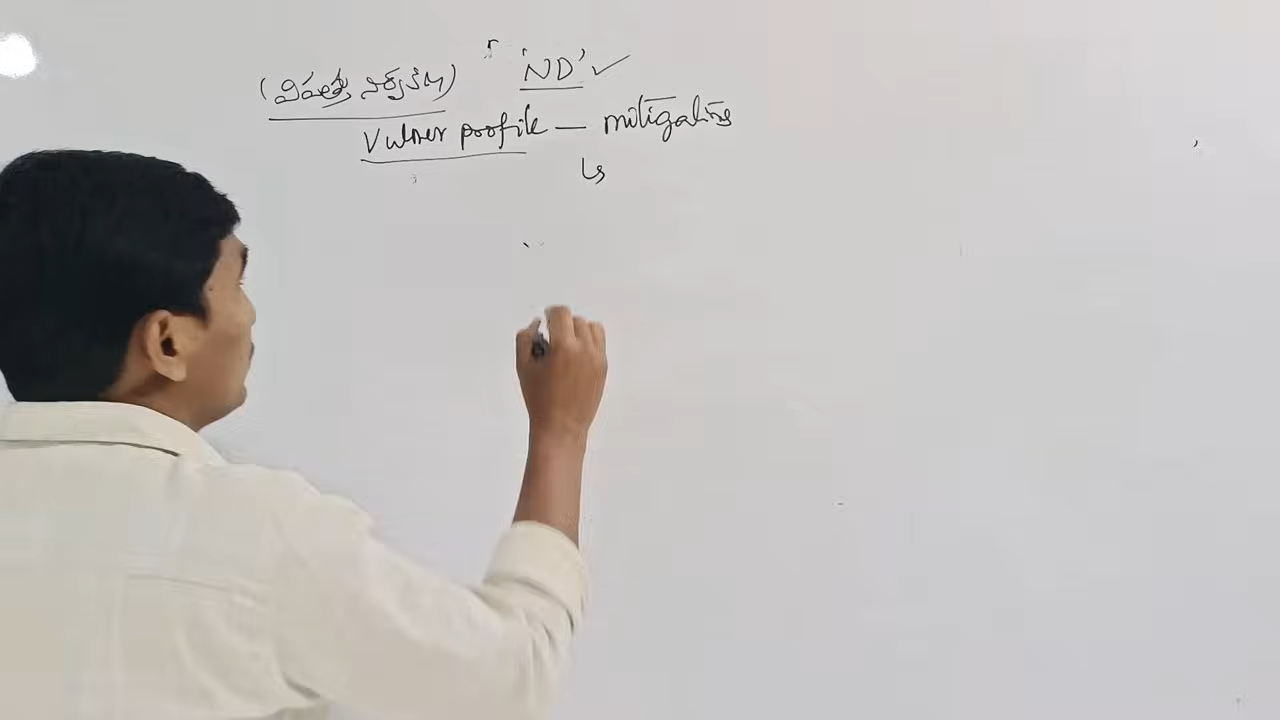 (విపత్తు నిర్వహణ) 'ND' ✓
Vulner profile — mitigation